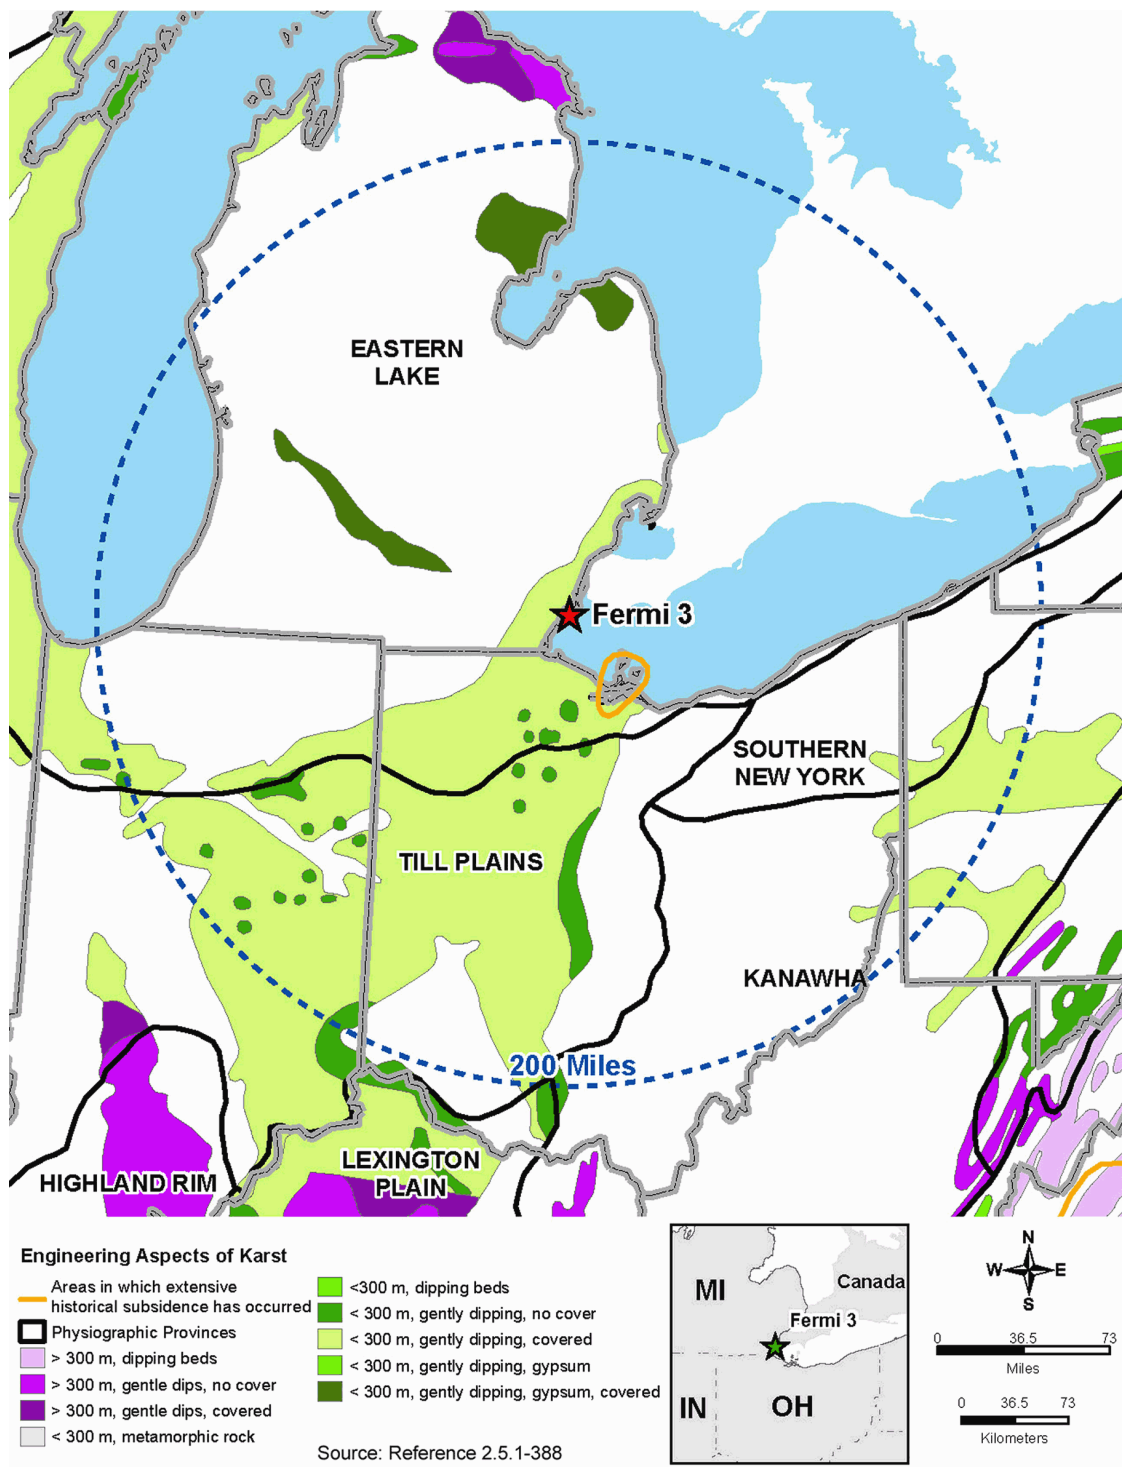 EASTERN
LAKE
Fermi 3
SOUTHERN
NEW YORK
TILL PLAINS
KANAWHA
200 Miles
HIGHLAND RIM
LEXINGTON
PLAIN
Engineering Aspects of Karst
Areas in which extensive
historical subsidence has occurred
Physiographic Provinces
> 300 m, dipping beds
> 300 m, gentle dips, no cover
> 300 m, gentle dips, covered
< 300 m, metamorphic rock
<300 m, dipping beds
< 300 m, gently dipping, no cover
< 300 m, gently dipping, covered
< 300 m, gently dipping, gypsum
< 300 m, gently dipping, gypsum, covered
Source: Reference 2.5.1-388
MI
Canada
Fermi 3
IN
OH
N
W E
S
0 36.5 73
Miles
0 36.5 73
Kilometers